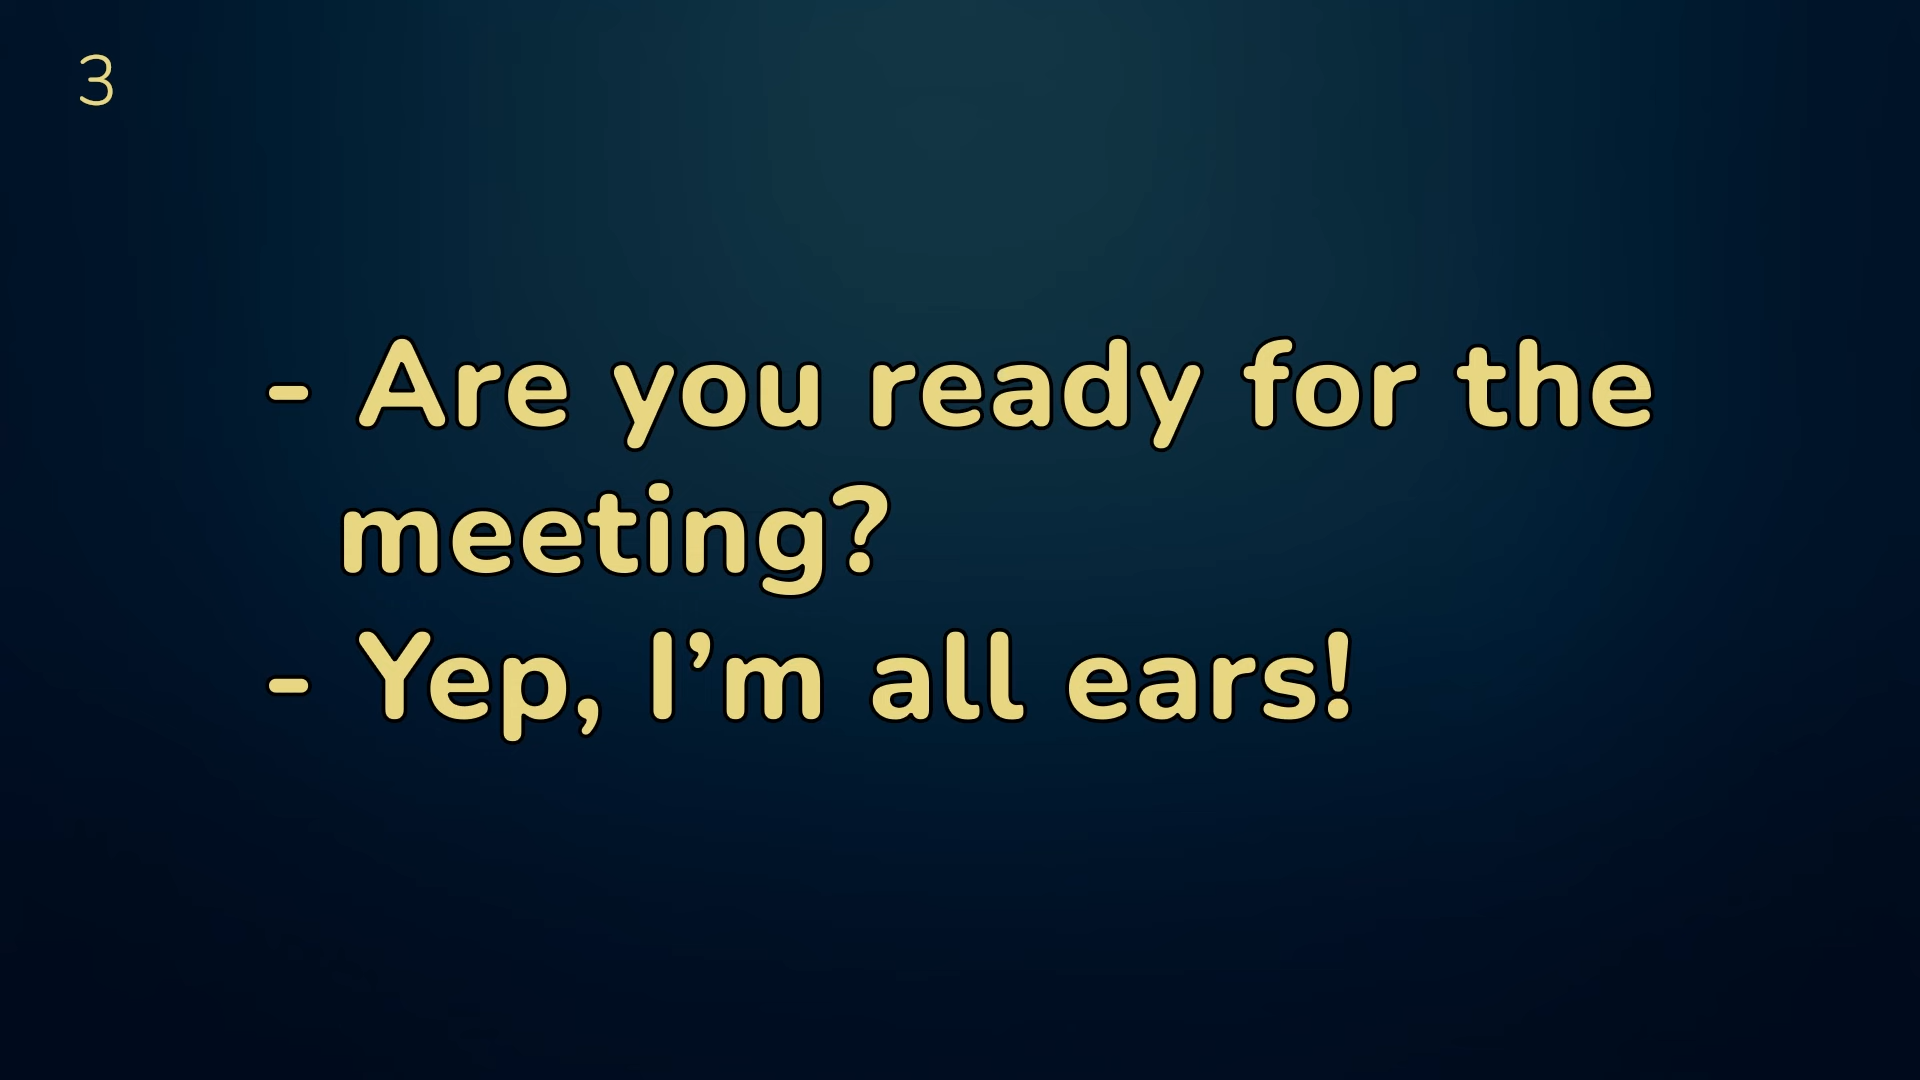 3
- Are you ready for the
meeting?
- Yep, I’m all ears!